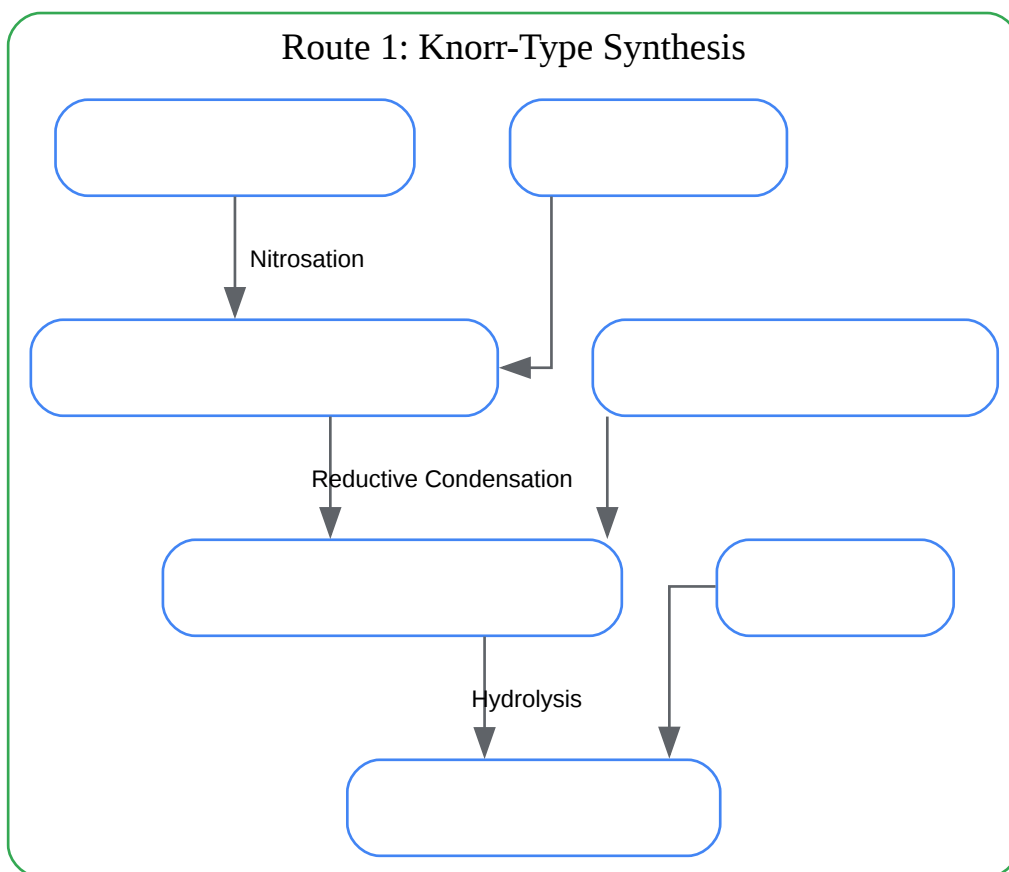 Route 1: Knorr-Type Synthesis
Nitrosation
Reductive Condensation
Hydrolysis